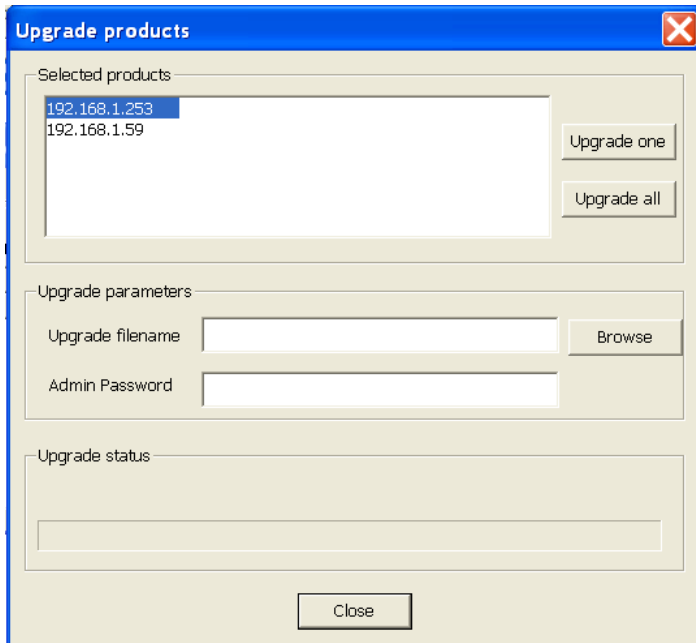 Upgrade products
Selected products
192.168.1.253
192.168.1.59
Upgrade one
Upgrade all
Upgrade parameters
Upgrade filename
Browse
Admin Password
Upgrade status
Close